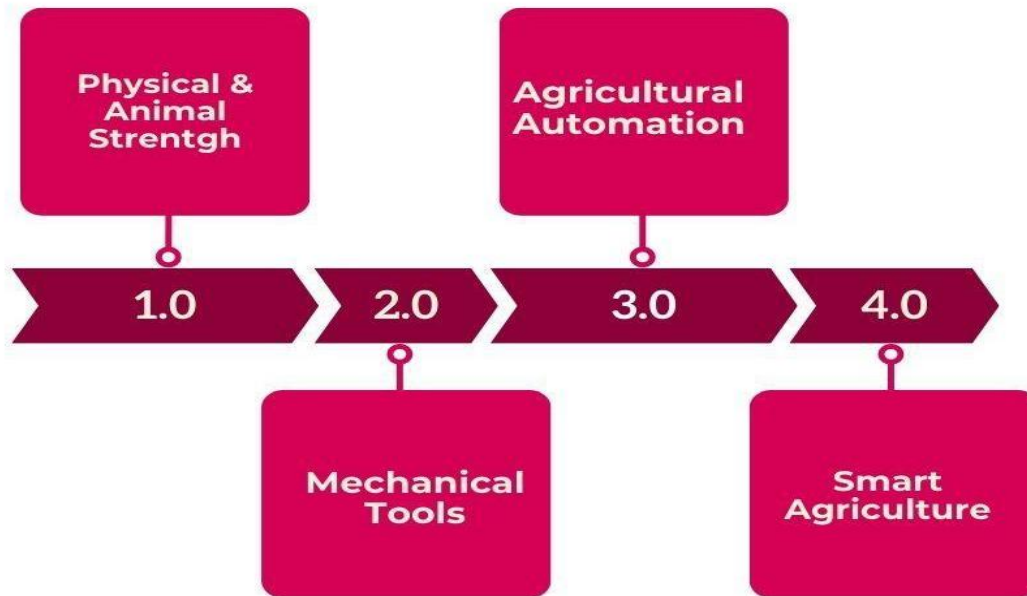 Physical &
Animal
Strentgh
Agricultural
Automation
1.0
2.0
3.0
4.0
Mechanical
Tools
Smart
Agriculture